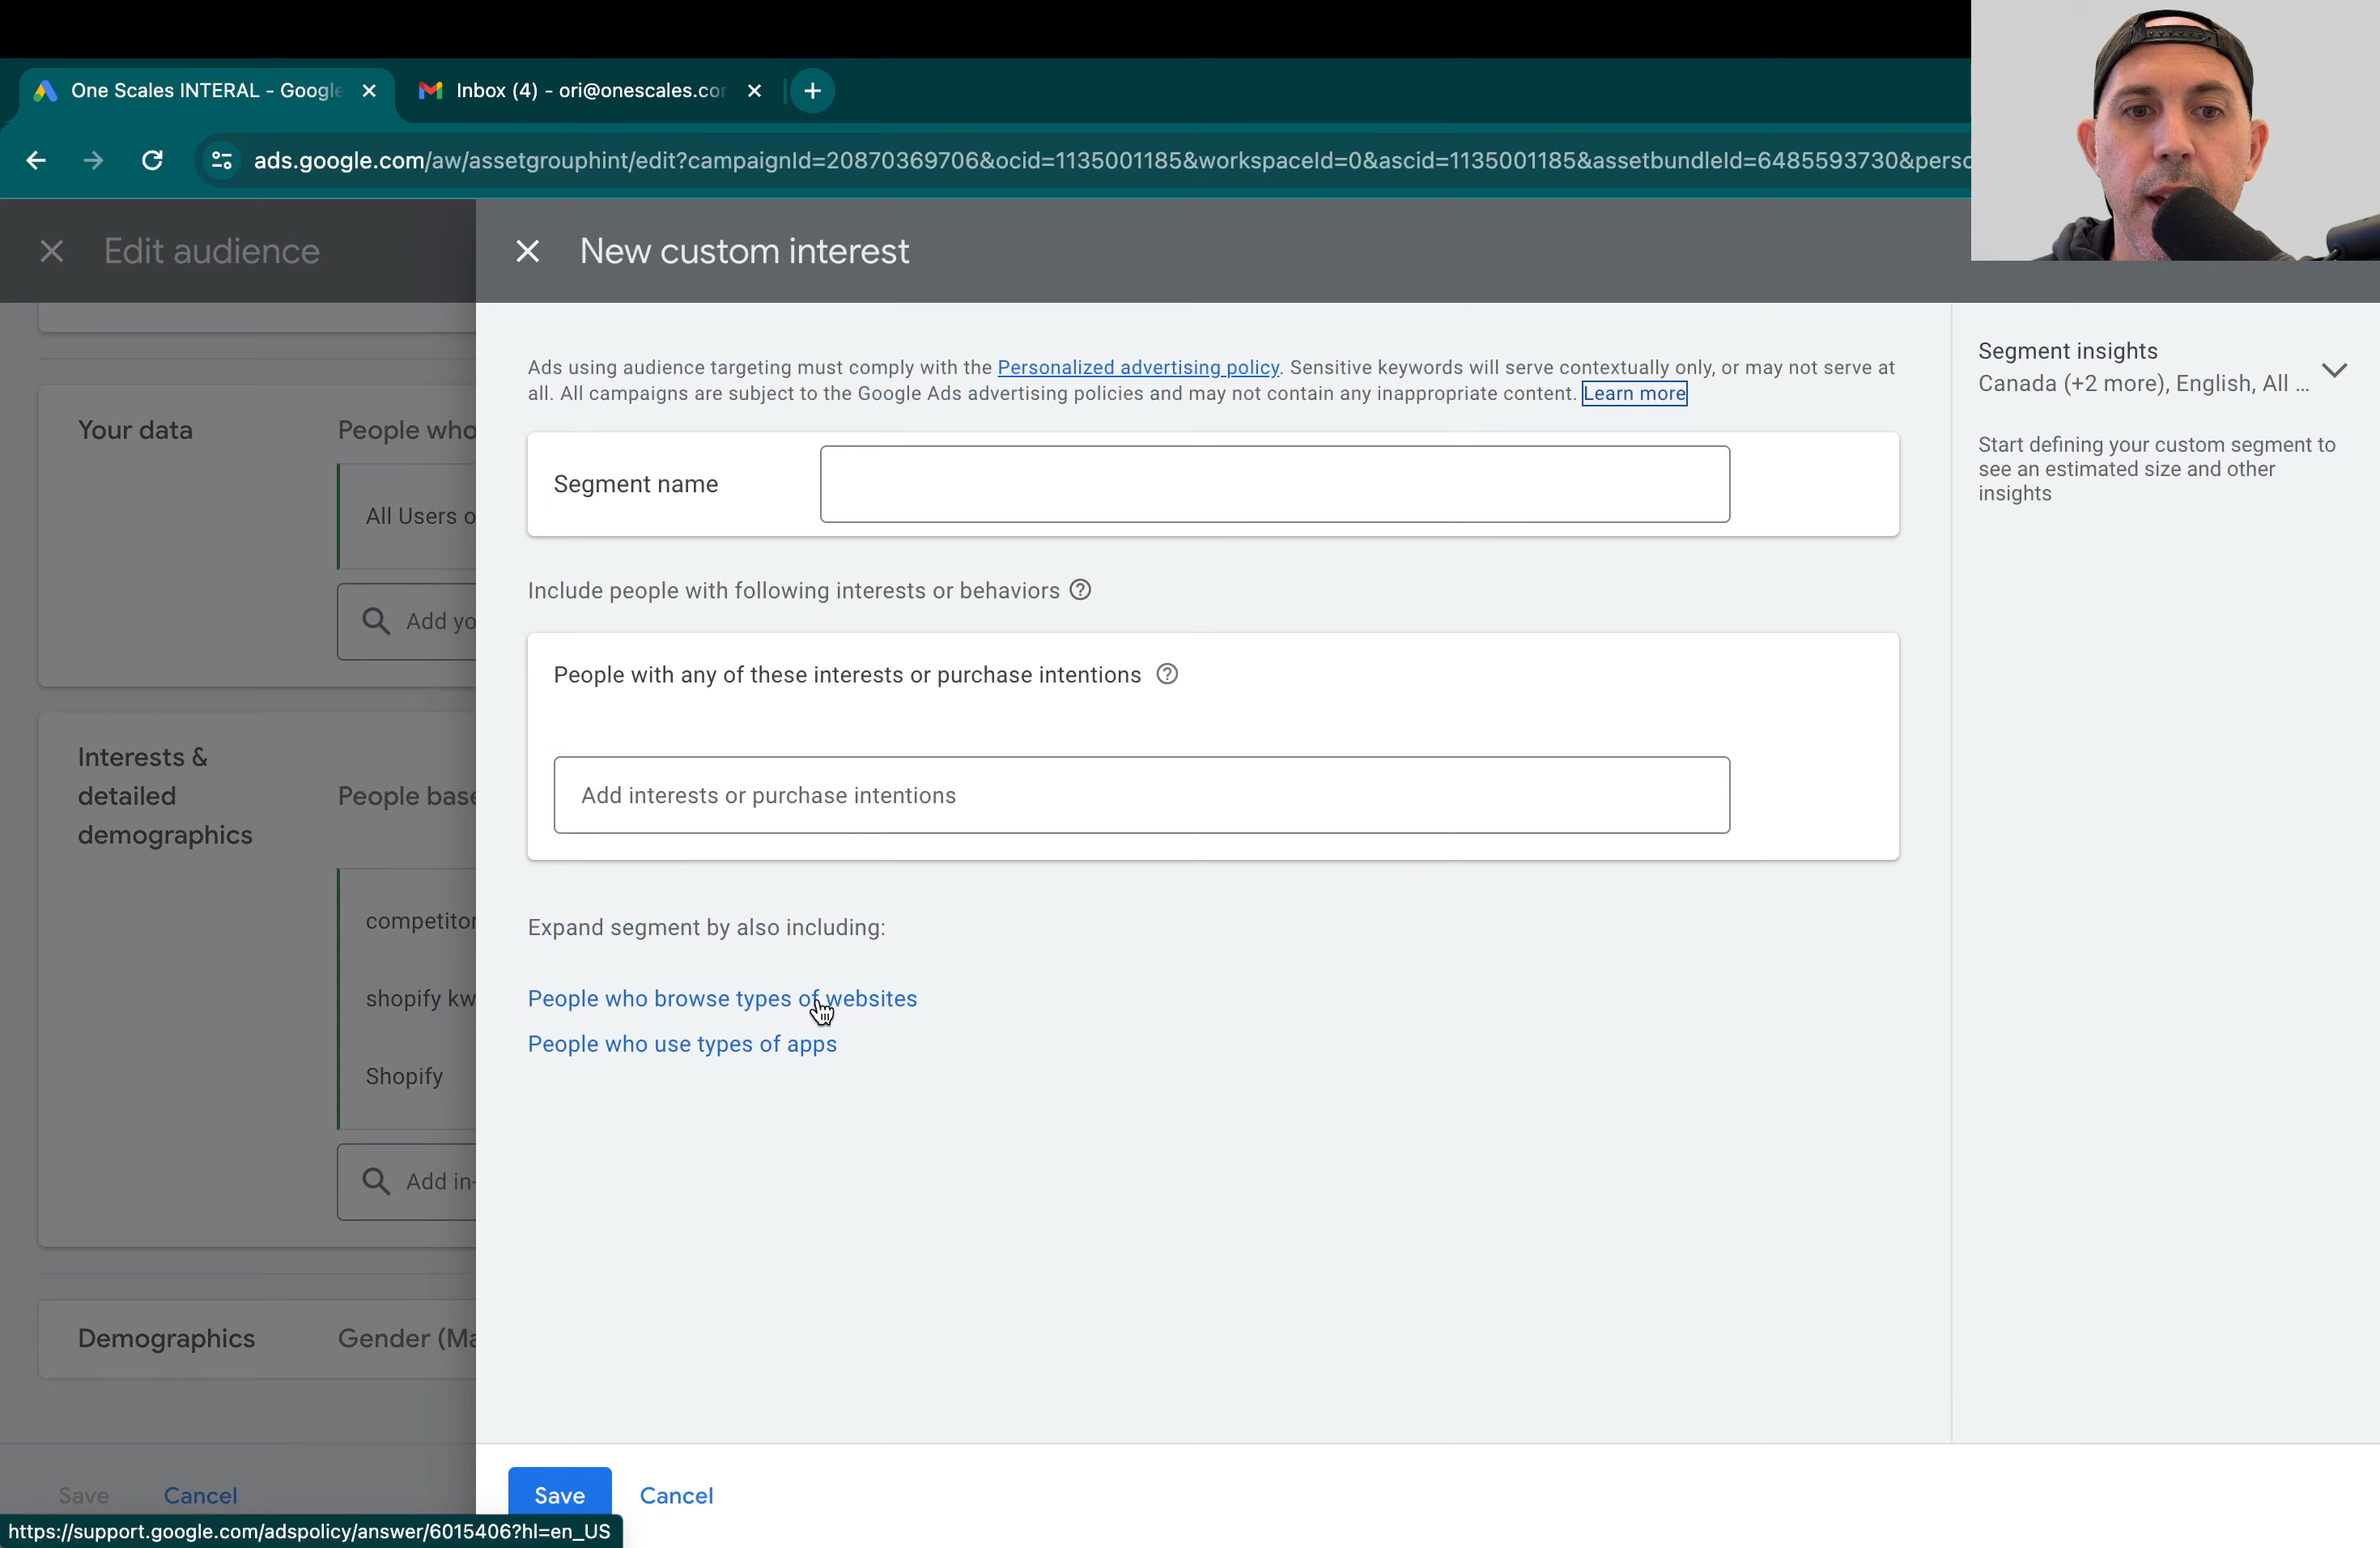 One Scales INTERAL - Google
Inbox (4) - ori@onescales.com
ads.google.com/aw/assetgrouphint/edit?campaignId=20870369706&ocid=1135001185&workspaceId=0&ascid=1135001185&assetbundleId=6485593730&perso
Edit audience
New custom interest
Ads using audience targeting must comply with the Personalized advertising policy. Sensitive keywords will serve contextually only, or may not serve at
all. All campaigns are subject to the Google Ads advertising policies and may not contain any inappropriate content. Learn more
Segment insights
Canada (+2 more), English, All ...
Start defining your custom segment to
see an estimated size and other
insights
Your data
People who
All Users o
Add yo
Segment name
Include people with following interests or behaviors
People with any of these interests or purchase intentions
Add interests or purchase intentions
Interests &
detailed
demographics
People base
competitor
shopify kw
Shopify
Add in-
Expand segment by also including:
People who browse types of websites
People who use types of apps
Demographics
Gender (Ma
Save
Cancel
Save
Cancel
https://support.google.com/adspolicy/answer/6015406?hl=en_US